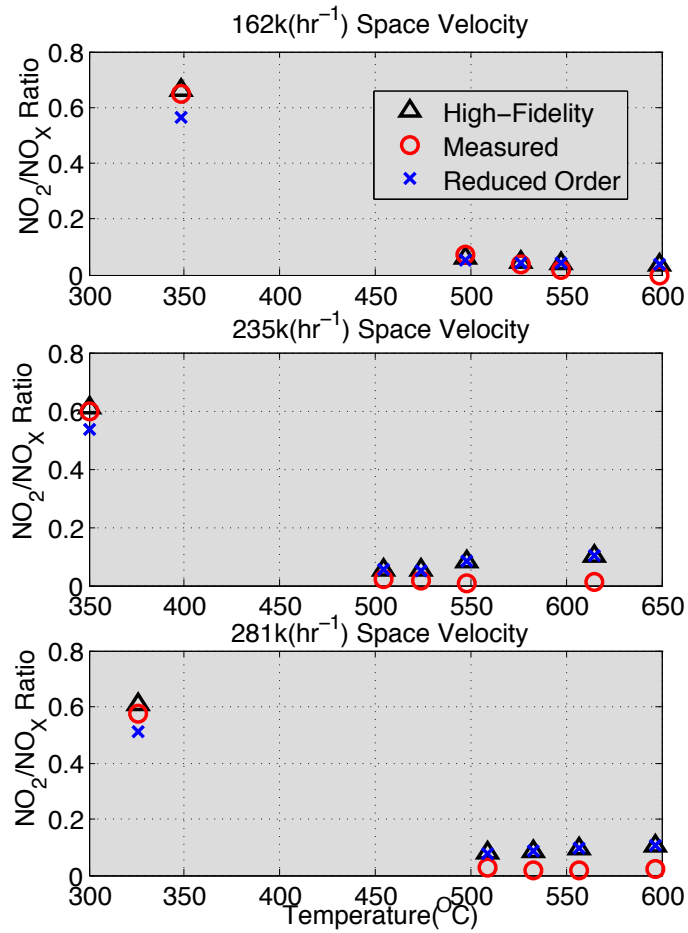 162k(hr⁻¹) Space Velocity
NO₂/NOₓ Ratio
0.8
0.6
0.4
0.2
0
High-Fidelity
Measured
Reduced Order
300 350 400 450 500 550 600
235k(hr⁻¹) Space Velocity
NO₂/NOₓ Ratio
0.8
0.6
0.4
0.2
0
350 400 450 500 550 600 650
281k(hr⁻¹) Space Velocity
NO₂/NOₓ Ratio
0.8
0.6
0.4
0.2
0
300 350 400 450 500 550 600
Temperature(ᴼC)